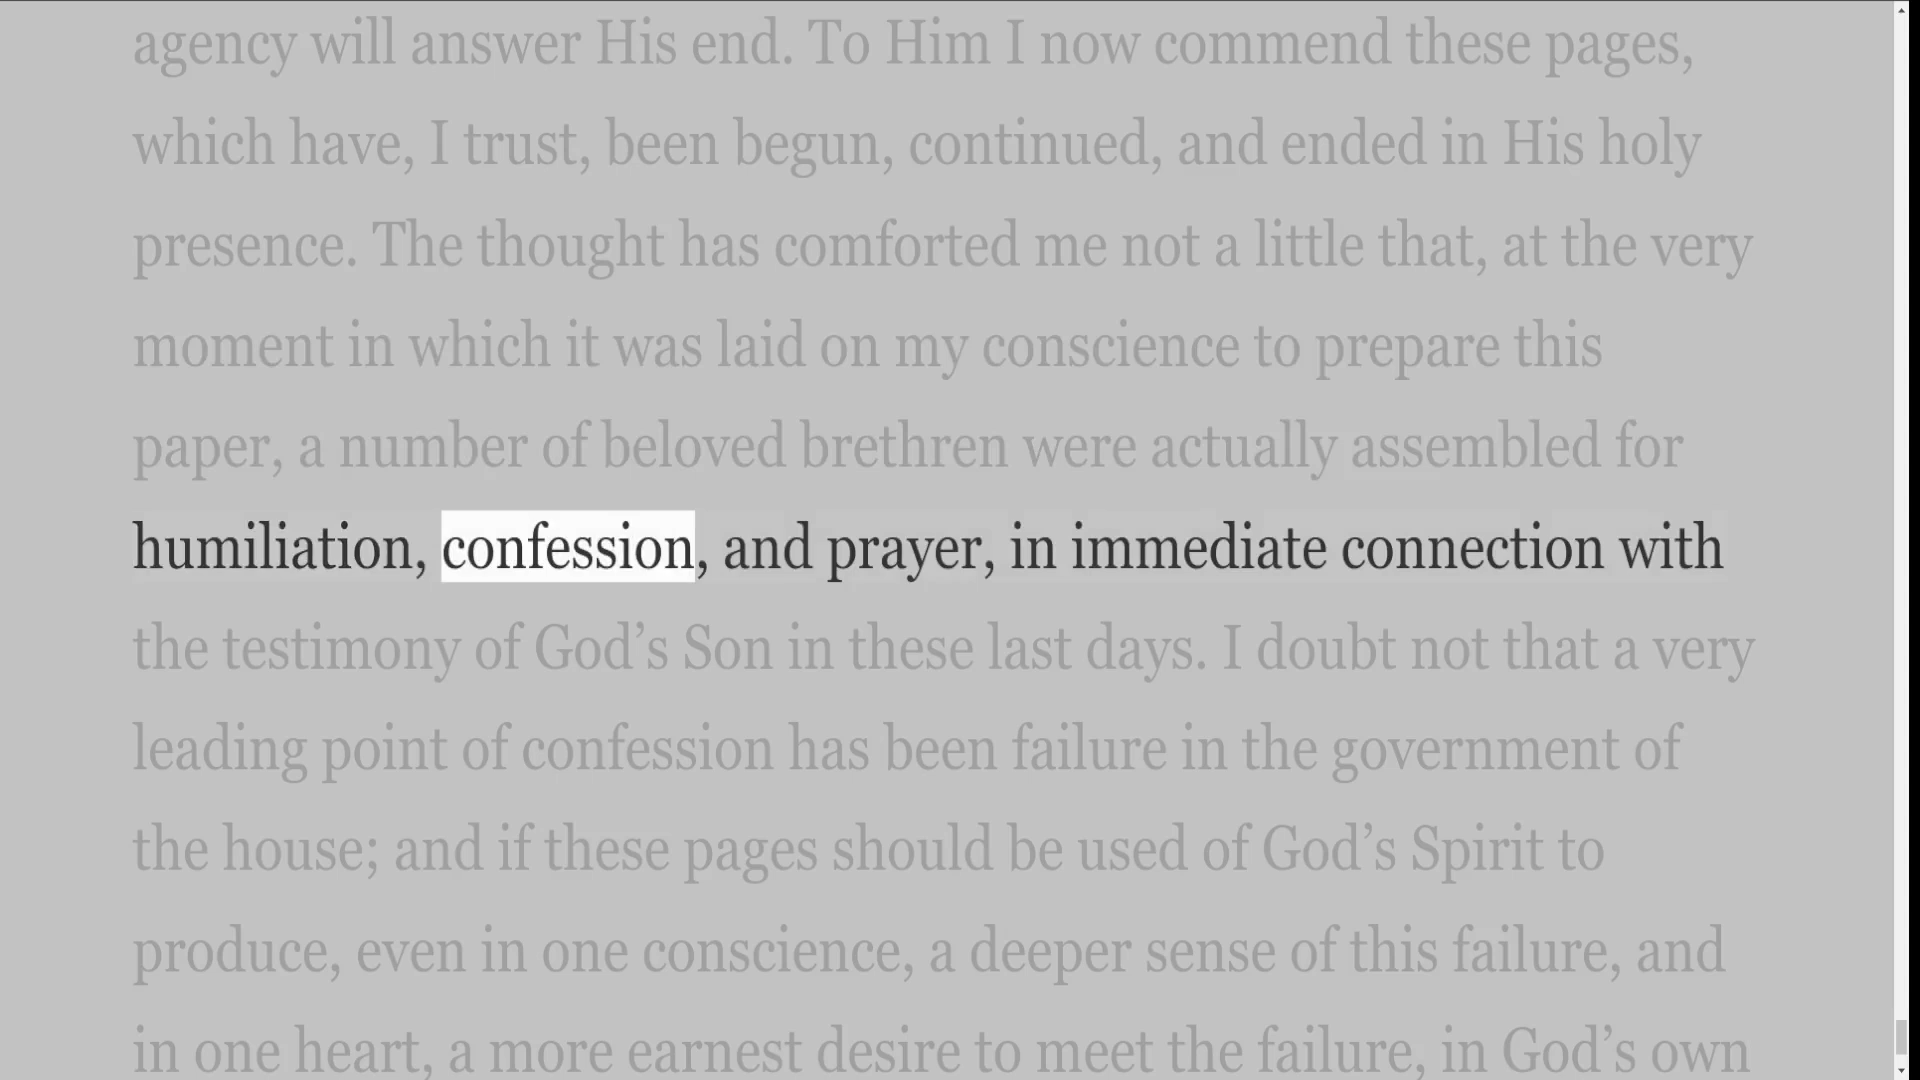 agency will answer His end. To Him I now commend these pages,
which have, I trust, been begun, continued, and ended in His holy
presence. The thought has comforted me not a little that, at the very
moment in which it was laid on my conscience to prepare this
paper, a number of beloved brethren were actually assembled for
humiliation, confession, and prayer, in immediate connection with
the testimony of God’s Son in these last days. I doubt not that a very
leading point of confession has been failure in the government of
the house; and if these pages should be used of God’s Spirit to
produce, even in one conscience, a deeper sense of this failure, and
in one heart, a more earnest desire to meet the failure, in God’s own